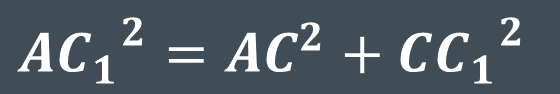 AC₁² = AC² + CC₁²